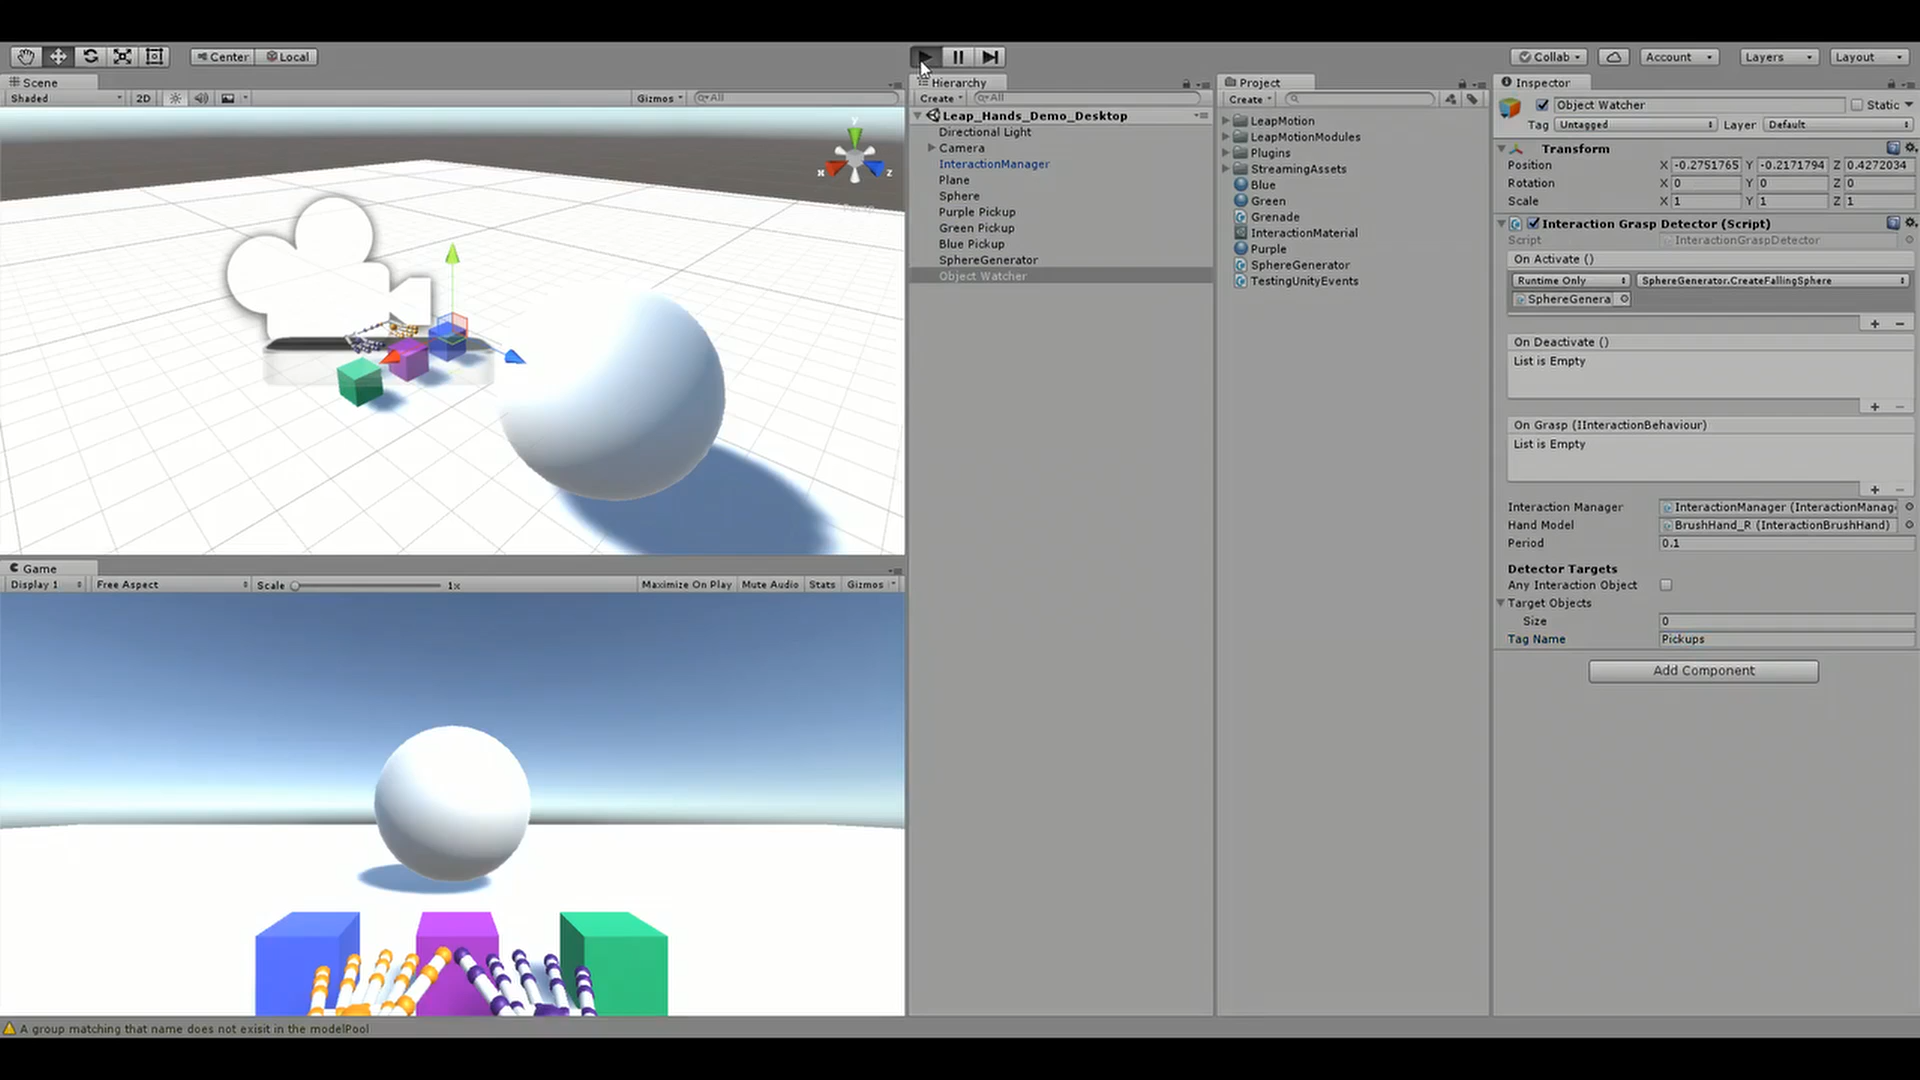 Center Local
Collab Account Layers Layout
Scene
Shaded 2D Gizmos All
y
x z
Persp
Game
Display 1 Free Aspect Scale 1x Maximize On Play Mute Audio Stats Gizmos
A group matching that name does not exisit in the modelPool
Hierarchy
Create All
Leap_Hands_Demo_Desktop
Directional Light
Camera
InteractionManager
Plane
Sphere
Purple Pickup
Green Pickup
Blue Pickup
SphereGenerator
Object Watcher
Project
Create
LeapMotion
LeapMotionModules
Plugins
StreamingAssets
Blue
Green
Grenade
InteractionMaterial
Purple
SphereGenerator
TestingUnityEvents
Inspector
Object Watcher Static
Tag Untagged Layer Default
Transform
Position X -0.2751765 Y -0.2171794 Z 0.4272034
Rotation X 0 Y 0 Z 0
Scale X 1 Y 1 Z 1
Interaction Grasp Detector (Script)
Script InteractionGraspDetector
On Activate ()
Runtime Only SphereGenerator.CreateFallingSphere
SphereGenera
+ −
On Deactivate ()
List is Empty
+ −
On Grasp (IInteractionBehaviour)
List is Empty
+ −
Interaction Manager InteractionManager (InteractionManag
Hand Model BrushHand_R (InteractionBrushHand)
Period 0.1
Detector Targets
Any Interaction Object
Target Objects
Size 0
Tag Name Pickups
Add Component